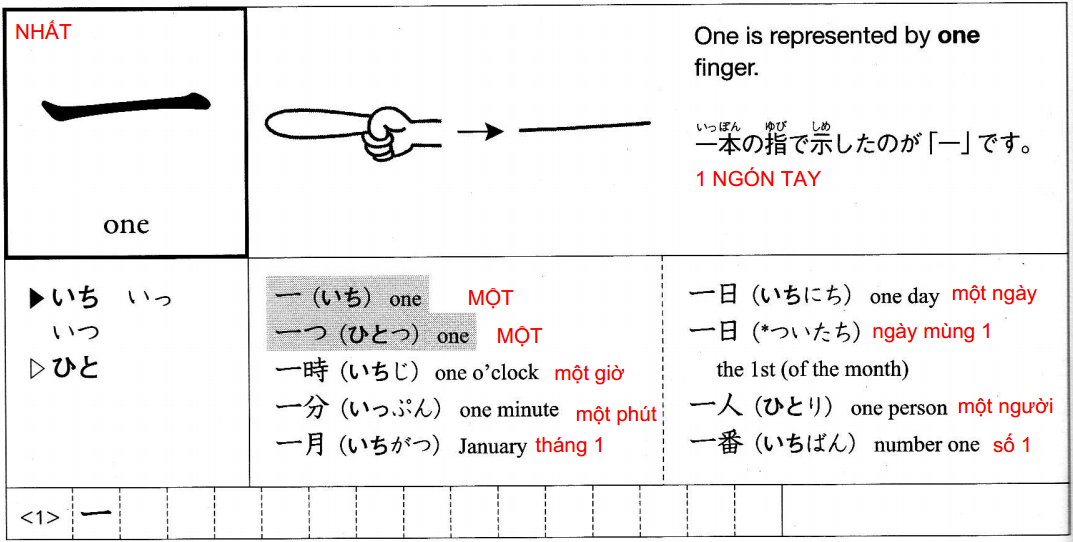 NHẤT
一
one
One is represented by one
finger.
いっぽん ゆび しめ
一本の指で示したのが「一」です。
1 NGÓN TAY
▶いち いっ
いつ
▷ひと
一（いち） one MỘT
一つ（ひとつ） one MỘT
一時（いちじ） one o'clock một giờ
一分（いっぷん） one minute một phút
一月（いちがつ） January tháng 1
一日（いちにち） one day một ngày
一日（*ついたち） ngày mùng 1
the 1st (of the month)
一人（ひとり） one person một người
一番（いちばん） number one số 1
<1> 一